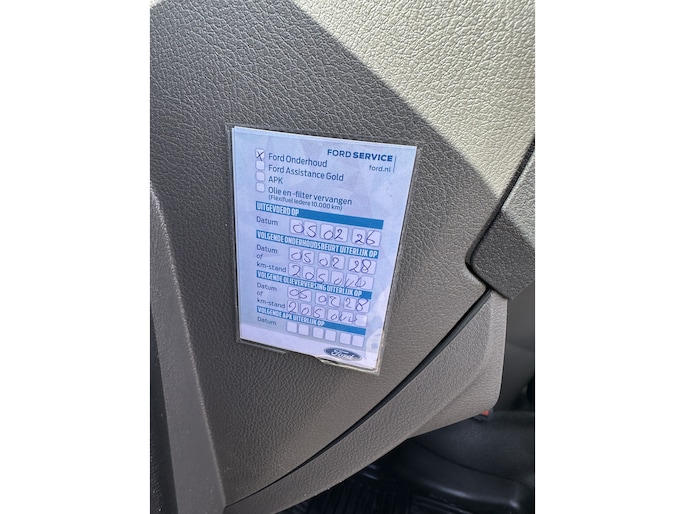 FORD SERVICE
ford.nl
X Ford Onderhoud
Ford Assistance Gold
APK
Olie en -filter vervangen
(Flexifuel iedere 10.000 km)
UITGEVOERD OP
Datum 05 02 26
VOLGENDE ONDERHOUDSBEURT UITERLIJK OP
Datum 05 02 28
of
km-stand 205014
VOLGENDE OLIEVERVERSING UITERLIJK OP
Datum 05 02 28
of
km-stand 205014
VOLGENDE APK UITERLIJK OP
Datum
Ford